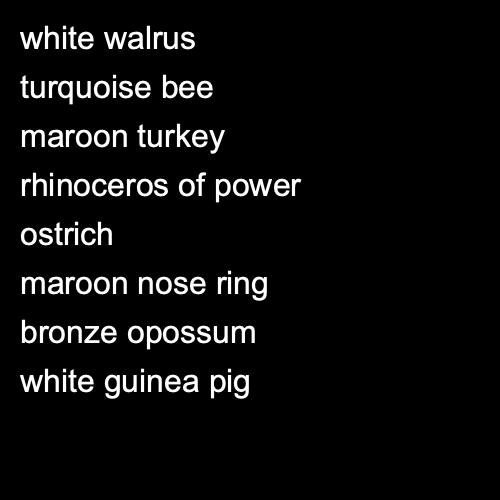 white walrus
turquoise bee
maroon turkey
rhinoceros of power
ostrich
maroon nose ring
bronze opossum
white guinea pig